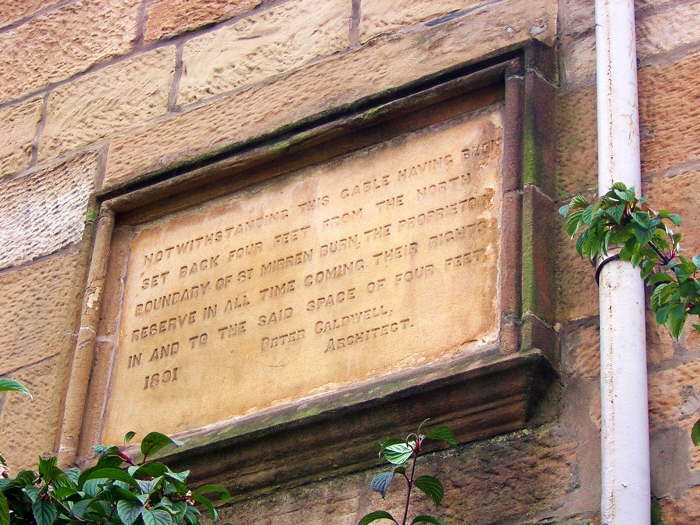 NOTWITHSTANDING THIS GABLE HAVING BEEN
SET BACK FOUR FEET FROM THE NORTH
BOUNDARY OF ST MIRREN BURN, THE PROPRIETORS
RESERVE IN ALL TIME COMING THEIR RIGHTS
IN AND TO THE SAID SPACE OF FOUR FEET.
1891 PETER CALDWELL,
ARCHITECT.